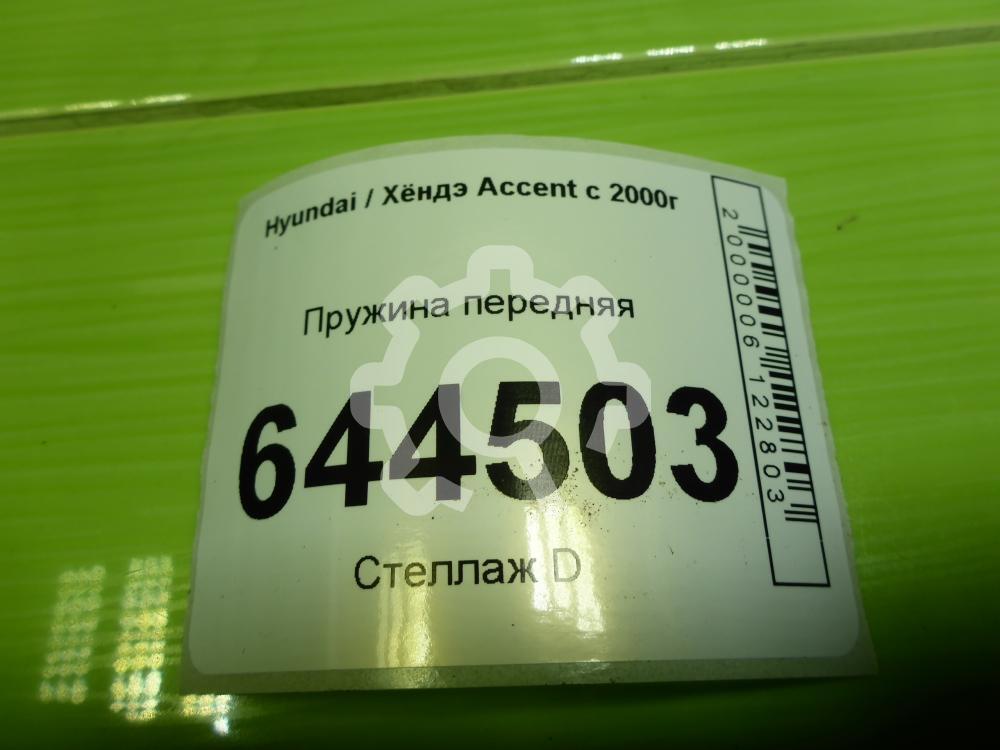 Hyundai / Хёндэ Accent с 2000г
Пружина передняя
644503
Стеллаж D
2000006122803